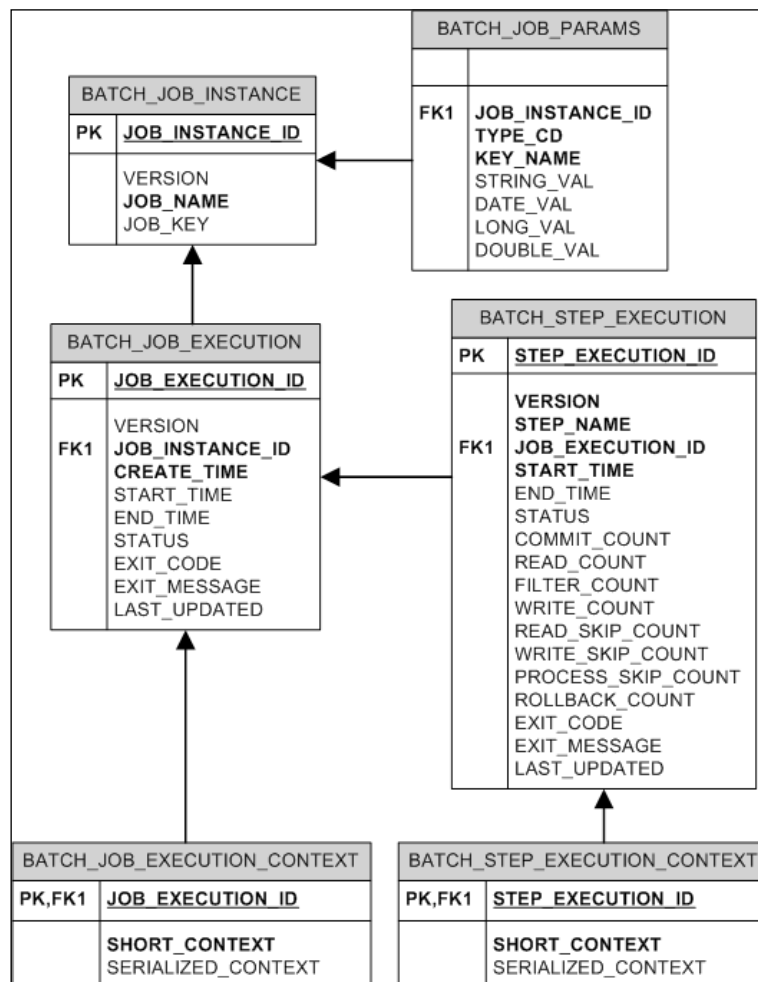 BATCH_JOB_PARAMS
FK1 JOB_INSTANCE_ID
TYPE_CD
KEY_NAME
STRING_VAL
DATE_VAL
LONG_VAL
DOUBLE_VAL
BATCH_JOB_INSTANCE
PK JOB_INSTANCE_ID
VERSION
JOB_NAME
JOB_KEY
BATCH_JOB_EXECUTION
PK JOB_EXECUTION_ID
VERSION
FK1 JOB_INSTANCE_ID
CREATE_TIME
START_TIME
END_TIME
STATUS
EXIT_CODE
EXIT_MESSAGE
LAST_UPDATED
BATCH_STEP_EXECUTION
PK STEP_EXECUTION_ID
VERSION
STEP_NAME
FK1 JOB_EXECUTION_ID
START_TIME
END_TIME
STATUS
COMMIT_COUNT
READ_COUNT
FILTER_COUNT
WRITE_COUNT
READ_SKIP_COUNT
WRITE_SKIP_COUNT
PROCESS_SKIP_COUNT
ROLLBACK_COUNT
EXIT_CODE
EXIT_MESSAGE
LAST_UPDATED
BATCH_JOB_EXECUTION_CONTEXT
PK,FK1 JOB_EXECUTION_ID
SHORT_CONTEXT
SERIALIZED_CONTEXT
BATCH_STEP_EXECUTION_CONTEXT
PK,FK1 STEP_EXECUTION_ID
SHORT_CONTEXT
SERIALIZED_CONTEXT